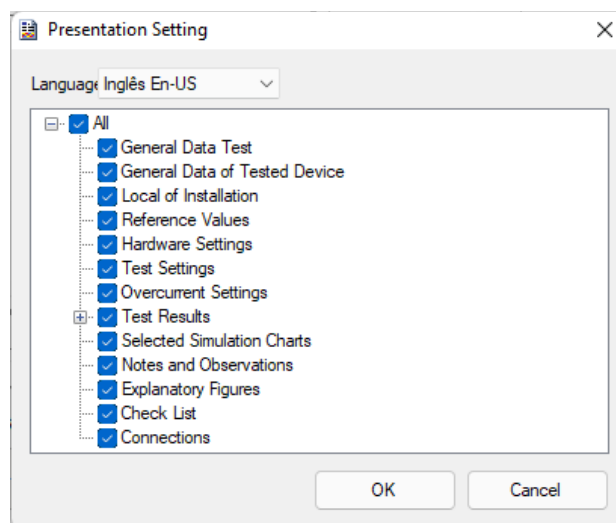 Presentation Setting
Language Inglês En-US
All
General Data Test
General Data of Tested Device
Local of Installation
Reference Values
Hardware Settings
Test Settings
Overcurrent Settings
Test Results
Selected Simulation Charts
Notes and Observations
Explanatory Figures
Check List
Connections
OK Cancel